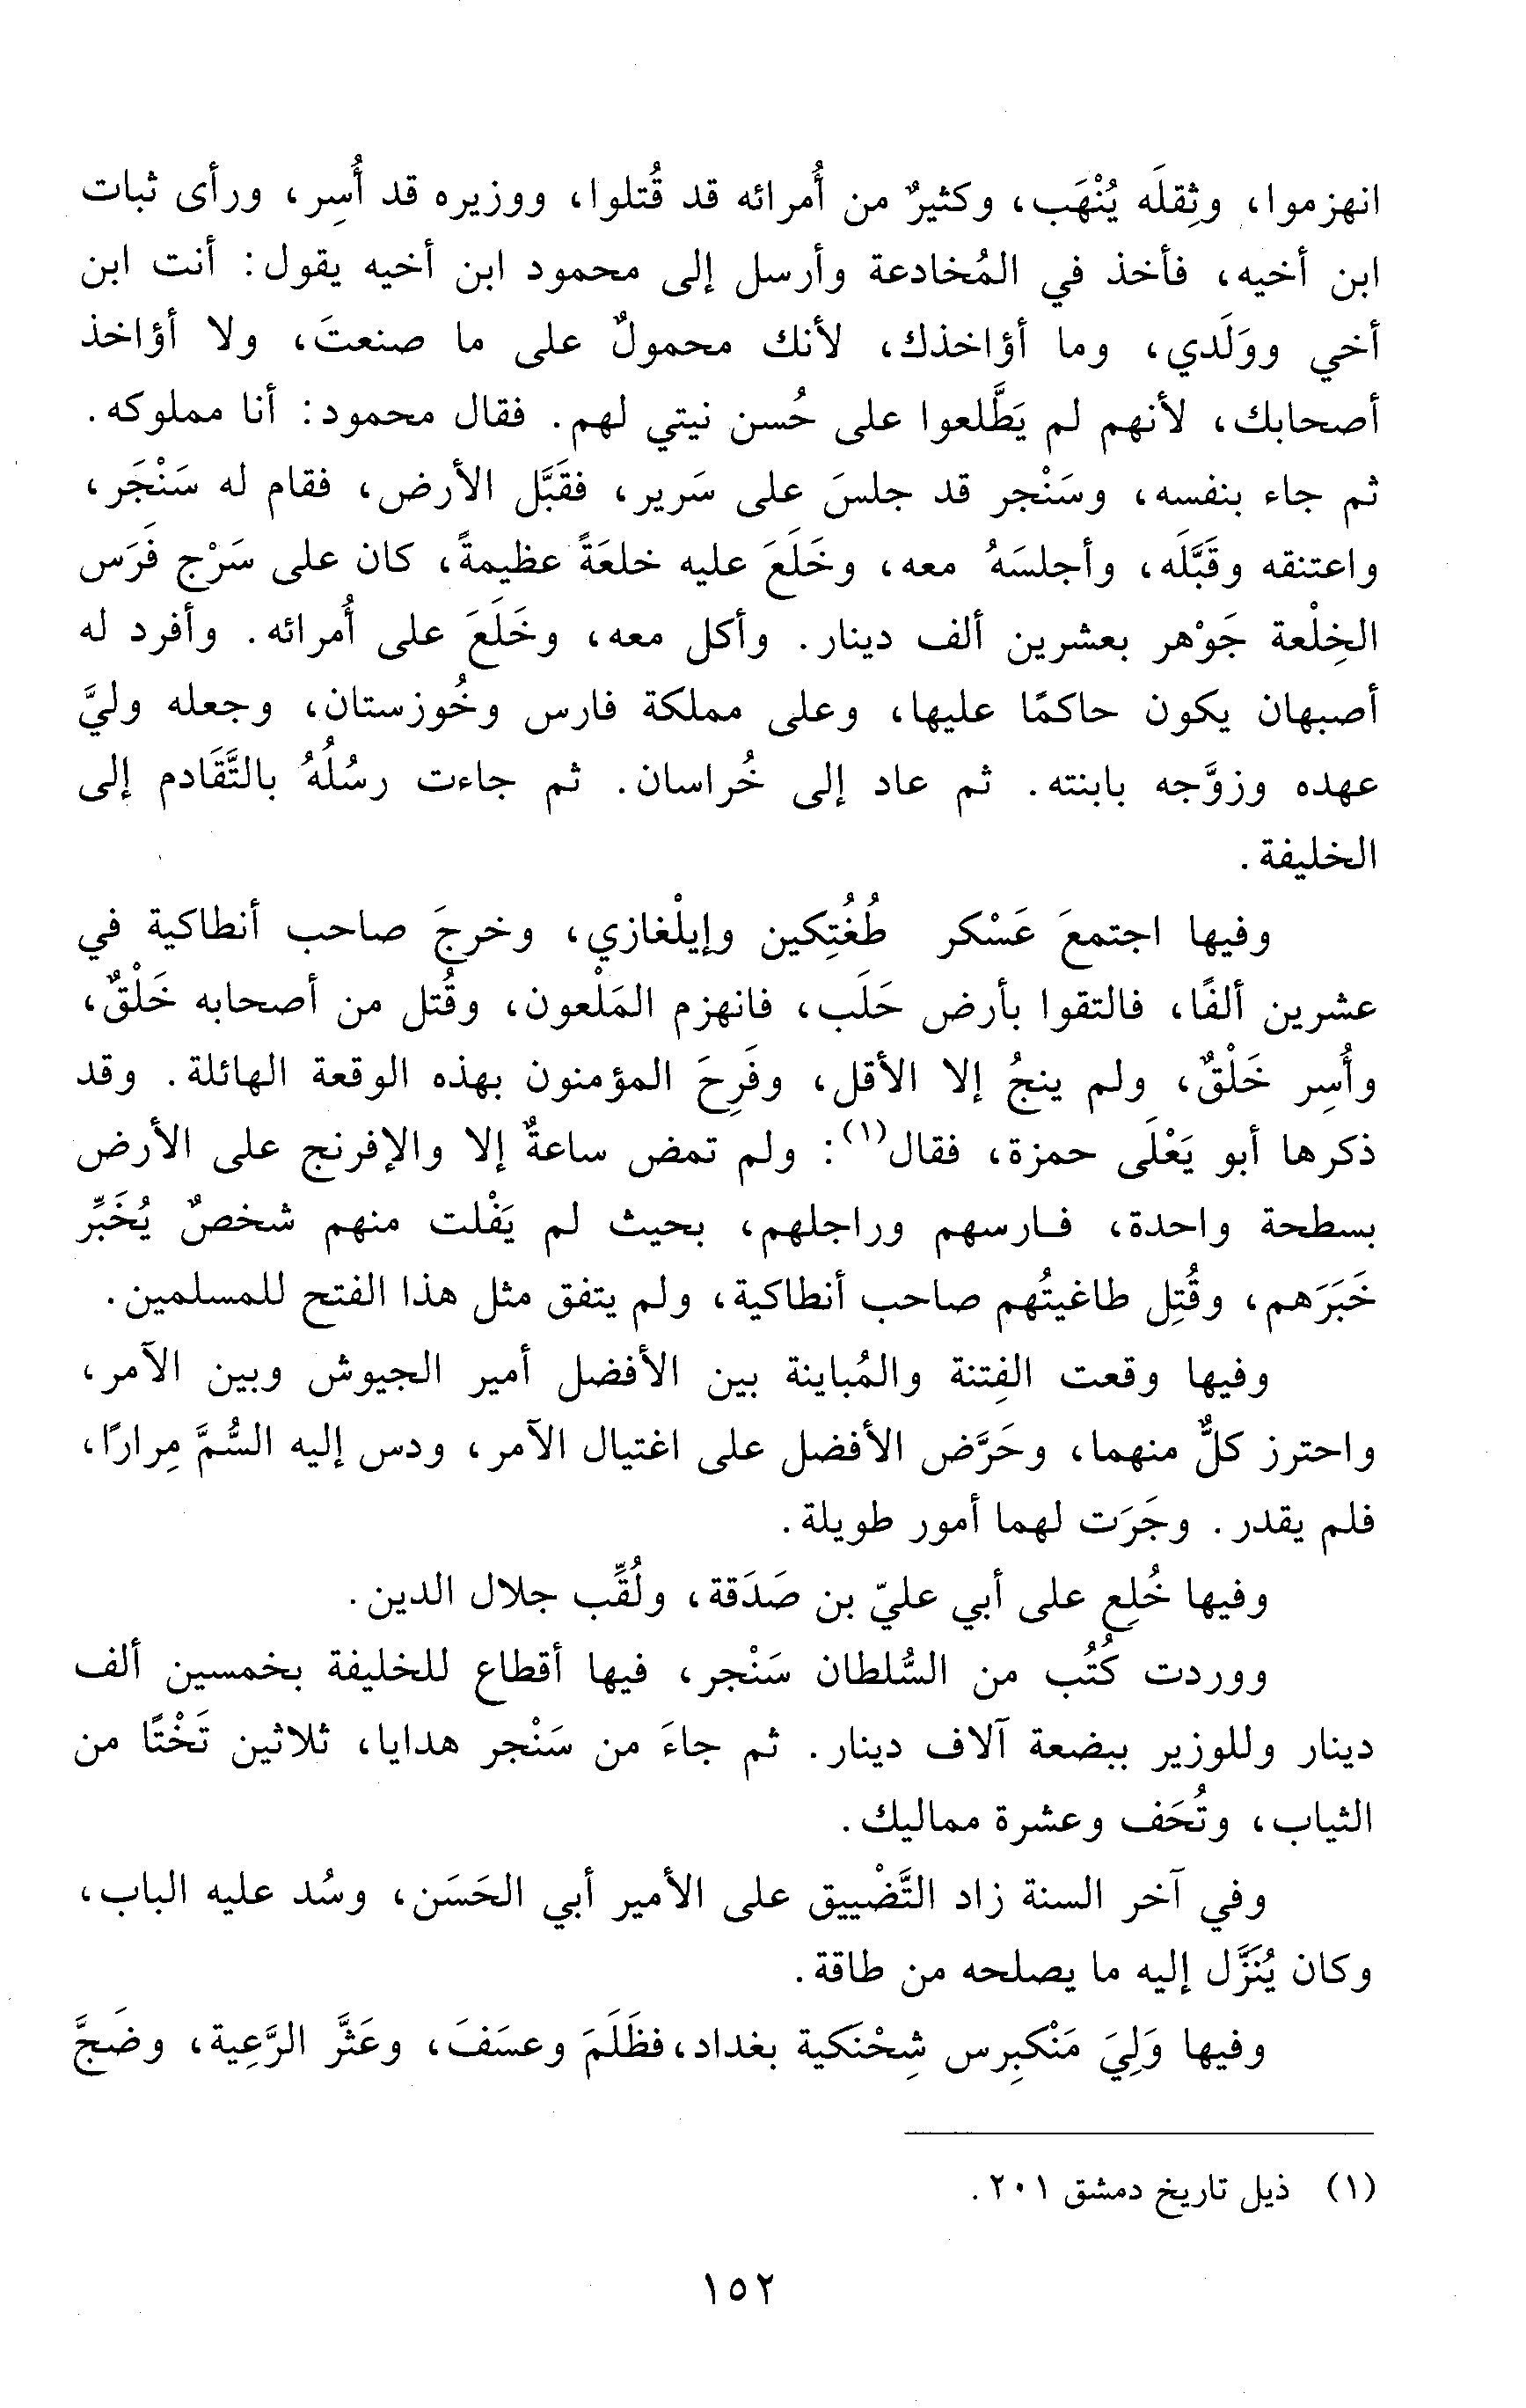 انهزموا، وثِقلَه يُنْهَب، وكثيرٌ من أُمرائه قد قُتلوا، ووزيره قد أُسِر، ورأى ثبات
ابن أخيه، فأخذ في المُخادعة وأرسل إلى محمود ابن أخيه يقول: أنت ابن
أخي ووَلَدي، وما أؤاخذك، لأنك محمولٌ على ما صنعتَ، ولا أؤاخذ
أصحابك، لأنهم لم يَطَّلعوا على حُسن نيتي لهم. فقال محمود: أنا مملوكه.
ثم جاء بنفسه، وسَنْجر قد جلسَ على سَرير، فقَبَّل الأرض، فقام له سَنْجَر،
واعتنقه وقَبَّلَه، وأجلسَهُ معه، وخَلَعَ عليه خلعَةً عظيمةً، كان على سَرْج فَرَس
الخِلْعة جَوْهر بعشرين ألف دينار. وأكل معه، وخَلَعَ على أُمرائه. وأفرد له
أصبهان يكون حاكمًا عليها، وعلى مملكة فارس وخُوزستان، وجعله وليَّ
عهده وزوَّجه بابنته. ثم عاد إلى خُراسان. ثم جاءت رسُلُهُ بالتَّقَادم إلى
الخليفة.
وفيها اجتمعَ عَسْكر طُغُتِكين وإيلْغازي، وخرجَ صاحب أنطاكية في
عشرين ألفًا، فالتقوا بأرض حَلَب، فانهزم المَلْعون، وقُتل من أصحابه خَلْقٌ،
وأُسِر خَلْقٌ، ولم ينجُ إلا الأقل، وفَرِحَ المؤمنون بهذه الوقعة الهائلة. وقد
ذكرها أبو يَعْلَى حمزة، فقال(١): ولم تمض ساعةٌ إلا والإفرنج على الأرض
بسطحة واحدة، فارسهم وراجلهم، بحيث لم يَفْلت منهم شخصٌ يُخَبِّر
خَبَرَهم، وقُتِل طاغيتُهم صاحب أنطاكية، ولم يتفق مثل هذا الفتح للمسلمين.
وفيها وقعت الفِتنة والمُباينة بين الأفضل أمير الجيوش وبين الآمر،
واحترز كلٌّ منهما، وحَرَّض الأفضل على اغتيال الآمر، ودس إليه السُّمَّ مِرارًا،
فلم يقدر. وجَرَت لهما أمور طويلة.
وفيها خُلِع على أبي عليّ بن صَدَقة، ولُقِّب جلال الدين.
ووردت كُتُب من السُّلطان سَنْجر، فيها أقطاع للخليفة بخمسين ألف
دينار وللوزير ببضعة آلاف دينار. ثم جاءَ من سَنْجر هدايا، ثلاثين تَخْتًا من
الثياب، وتُحَف وعشرة مماليك.
وفي آخر السنة زاد التَّضْييق على الأمير أبي الحَسَن، وسُد عليه الباب،
وكان يُنَزَّل إليه ما يصلحه من طاقة.
وفيها وَلِيَ مَنْكبِرس شِحْنَكية بغداد،فظَلَمَ وعسَفَ، وعَثَّر الرَّعِية، وضَجَّ
(١) ذيل تاريخ دمشق ٢٠١.
١٥٢